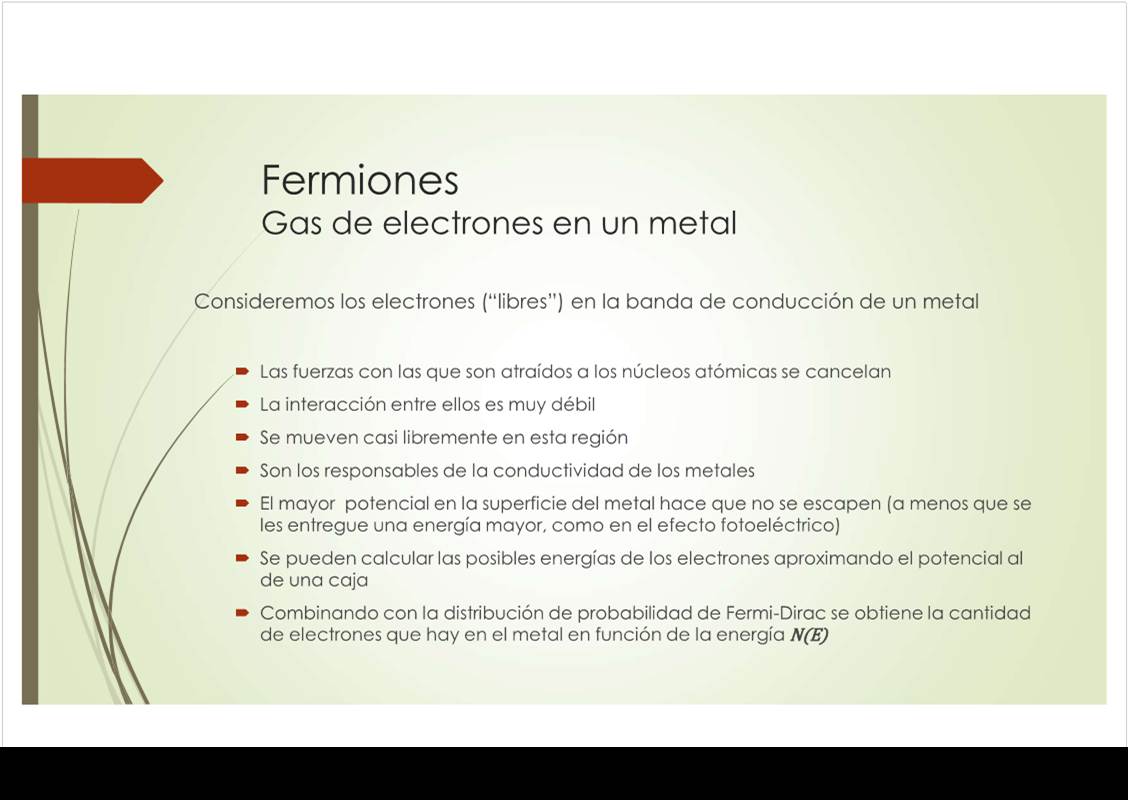 Fermiones
Gas de electrones en un metal
Consideremos los electrones (“libres”) en la banda de conducción de un metal
Las fuerzas con las que son atraídos a los núcleos atómicas se cancelan
La interacción entre ellos es muy débil
Se mueven casi libremente en esta región
Son los responsables de la conductividad de los metales
El mayor  potencial en la superficie del metal hace que no se escapen (a menos que se
les entregue una energía mayor, como en el efecto fotoeléctrico)
Se pueden calcular las posibles energías de los electrones aproximando el potencial al
de una caja
Combinando con la distribución de probabilidad de Fermi-Dirac se obtiene la cantidad
de electrones que hay en el metal en función de la energía N(E)